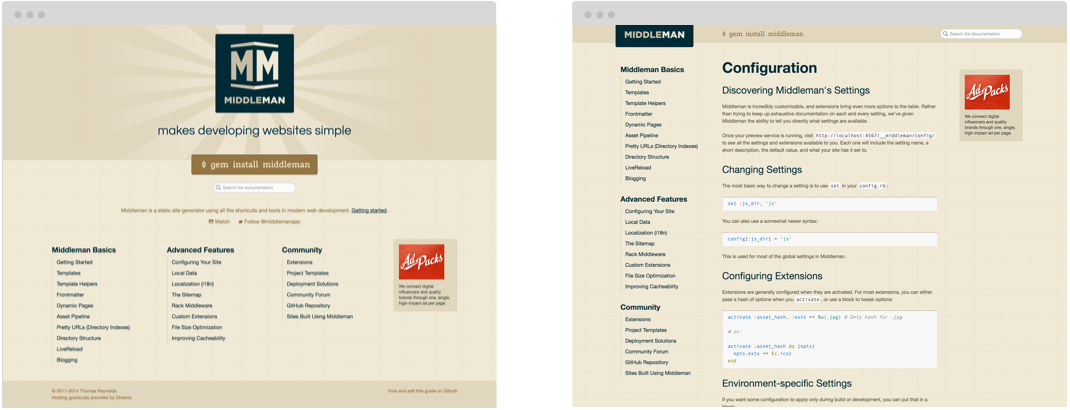 MM
MIDDLEMAN
makes developing websites simple
$ gem install middleman
Search the documentation
Middleman is a static site generator using all the shortcuts and tools in modern web development. Getting started.
Watch Follow @middlemanapp
Middleman Basics
Getting Started
Templates
Template Helpers
Frontmatter
Dynamic Pages
Asset Pipeline
Pretty URLs (Directory Indexes)
Directory Structure
LiveReload
Blogging
Advanced Features
Configuring Your Site
Local Data
Localization (i18n)
The Sitemap
Rack Middleware
Custom Extensions
File Size Optimization
Improving Cacheability
Community
Extensions
Project Templates
Deployment Solutions
Community Forum
GitHub Repository
Sites Built Using Middleman
Ad Packs
We connect digital
influencers and quality
brands through one, single,
high-impact ad per page.
© 2011-2014 Thomas Reynolds.
Hosting graciously provided by Divshot.
Fork and edit this guide on Github
MIDDLEMAN
$ gem install middleman
Search the documentation
Middleman Basics
Getting Started
Templates
Template Helpers
Frontmatter
Dynamic Pages
Asset Pipeline
Pretty URLs (Directory Indexes)
Directory Structure
LiveReload
Blogging
Advanced Features
Configuring Your Site
Local Data
Localization (i18n)
The Sitemap
Rack Middleware
Custom Extensions
File Size Optimization
Improving Cacheability
Community
Extensions
Project Templates
Deployment Solutions
Community Forum
GitHub Repository
Sites Built Using Middleman
Configuration
Discovering Middleman's Settings
Middleman is incredibly customizable, and extensions bring even more options to the table. Rather
than trying to keep up exhaustive documentation on each and every setting, we've given
Middleman the ability to tell you directly what settings are available.
Once your preview service is running, visit http://localhost:4567/__middleman/config/
to see all the settings and extensions available to you. Each one will include the setting name, a
short description, the default value, and what your site has it set to.
Changing Settings
The most basic way to change a setting is to use set in your config.rb:
set :js_dir, 'js'
You can also use a somewhat newer syntax:
config[:js_dir] = 'js'
This is used for most of the global settings in Middleman.
Configuring Extensions
Extensions are generally configured when they are activated. For most extensions, you can either
pass a hash of options when you activate, or use a block to tweak options:
activate :asset_hash, :exts => %w(.jpg) # Only hash for .jpg
# or:
activate :asset_hash do |opts|
opts.exts += $(.ico)
end
Environment-specific Settings
If you want some configuration to apply only during build or development, you can put that in a
Ad Packs
We connect digital
influencers and quality
brands through one, single,
high-impact ad per page.